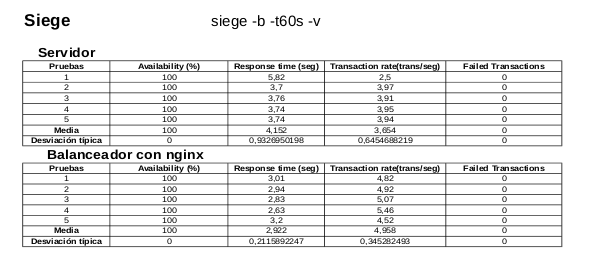 Siege siege -b -t60s -v
Servidor
Pruebas Availability (%) Response time (seg) Transaction rate(trans/seg) Failed Transactions
1 100 5,82 2,5 0
2 100 3,7 3,97 0
3 100 3,76 3,91 0
4 100 3,74 3,95 0
5 100 3,74 3,94 0
Media 100 4,152 3,654 0
Desviación típica 0 0,9326950198 0,6454688219 0
Balanceador con nginx
Pruebas Availability (%) Response time (seg) Transaction rate(trans/seg) Failed Transactions
1 100 3,01 4,82 0
2 100 2,94 4,92 0
3 100 2,83 5,07 0
4 100 2,63 5,46 0
5 100 3,2 4,52 0
Media 100 2,922 4,958 0
Desviación típica 0 0,2115892247 0,345282493 0